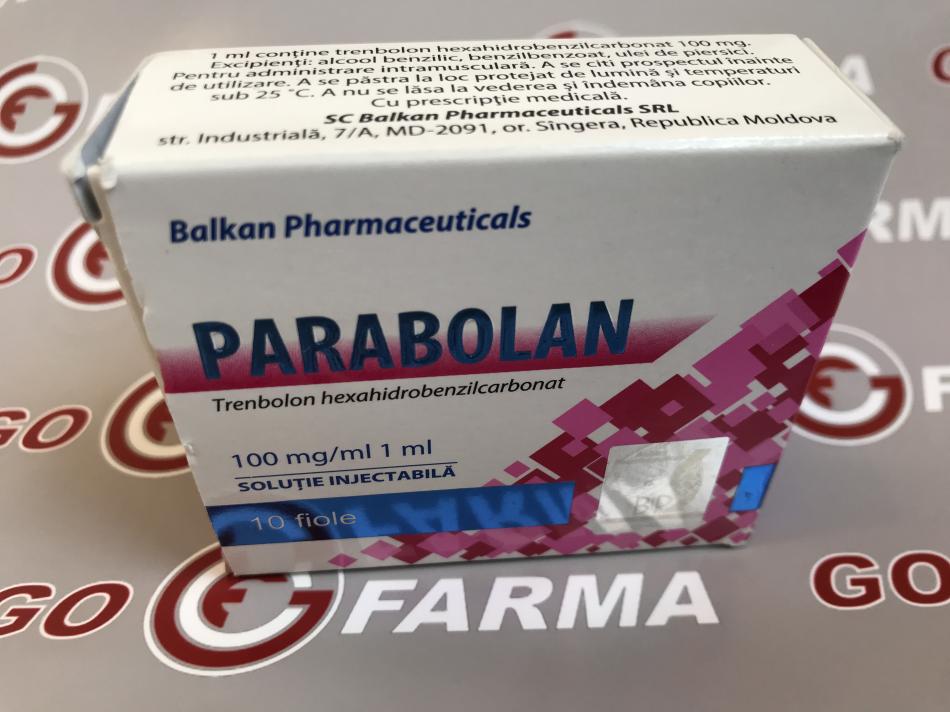 1 ml conține trenbolon hexahidrobenzilcarbonat 100 mg.
Excipienți: alcool benzilic, benzilbenzoat, ulei de piersici.
Pentru administrare intramusculară. A se citi prospectul înainte
de utilizare. A se păstra la loc protejat de lumină și temperaturi
sub 25 °C. A nu se lăsa la vederea și îndemâna copiilor.
Cu prescripție medicală.
SC Balkan Pharmaceuticals SRL
str. Industrială, 7/A, MD-2091, or. Sîngera, Republica Moldova
Balkan Pharmaceuticals
PARABOLAN
Trenbolon hexahidrobenzilcarbonat
100 mg/ml 1 ml
SOLUȚIE INJECTABILĂ
10 fiole
BP
FARM
GO
GO
GO FARMA
GO